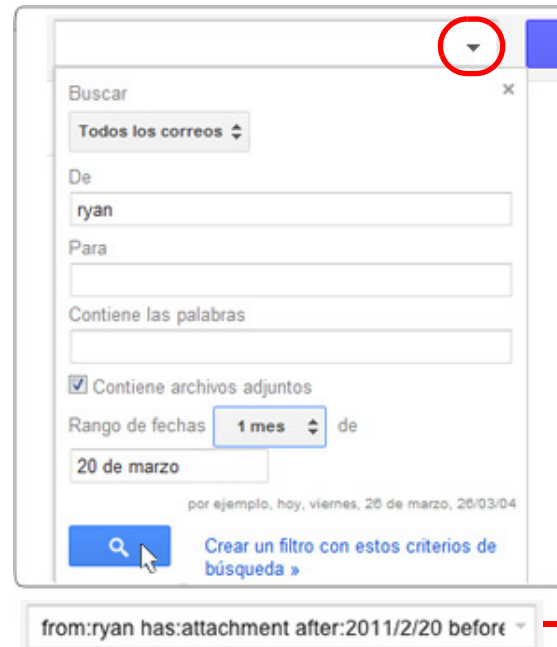 Buscar
Todos los correos
De
ryan
Para
Contiene las palabras
Contiene archivos adjuntos
Rango de fechas 1 mes de
20 de marzo
por ejemplo, hoy, viernes, 26 de marzo, 26/03/04
Crear un filtro con estos criterios de
búsqueda »
from:ryan has:attachment after:2011/2/20 before